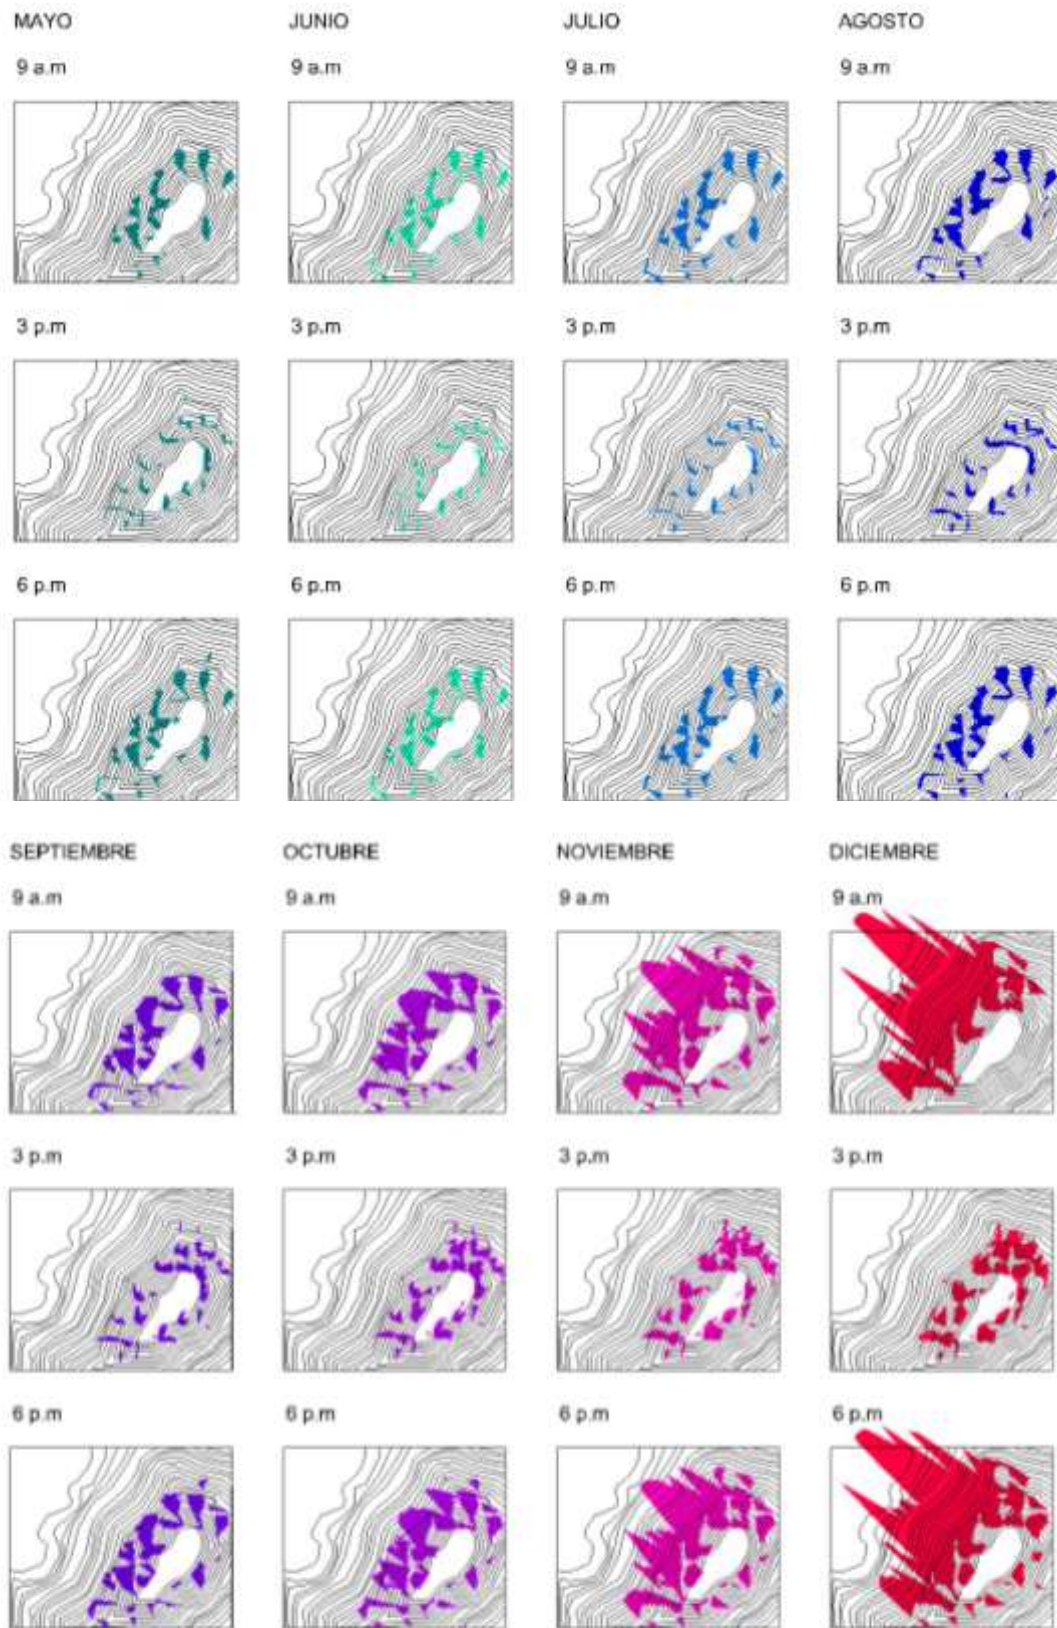 MAYO JUNIO JULIO AGOSTO
9 a.m 9 a.m 9 a.m 9 a.m
3 p.m 3 p.m 3 p.m 3 p.m
6 p.m 6 p.m 6 p.m 6 p.m
SEPTIEMBRE OCTUBRE NOVIEMBRE DICIEMBRE
9 a.m 9 a.m 9 a.m 9 a.m
3 p.m 3 p.m 3 p.m 3 p.m
6 p.m 6 p.m 6 p.m 6 p.m